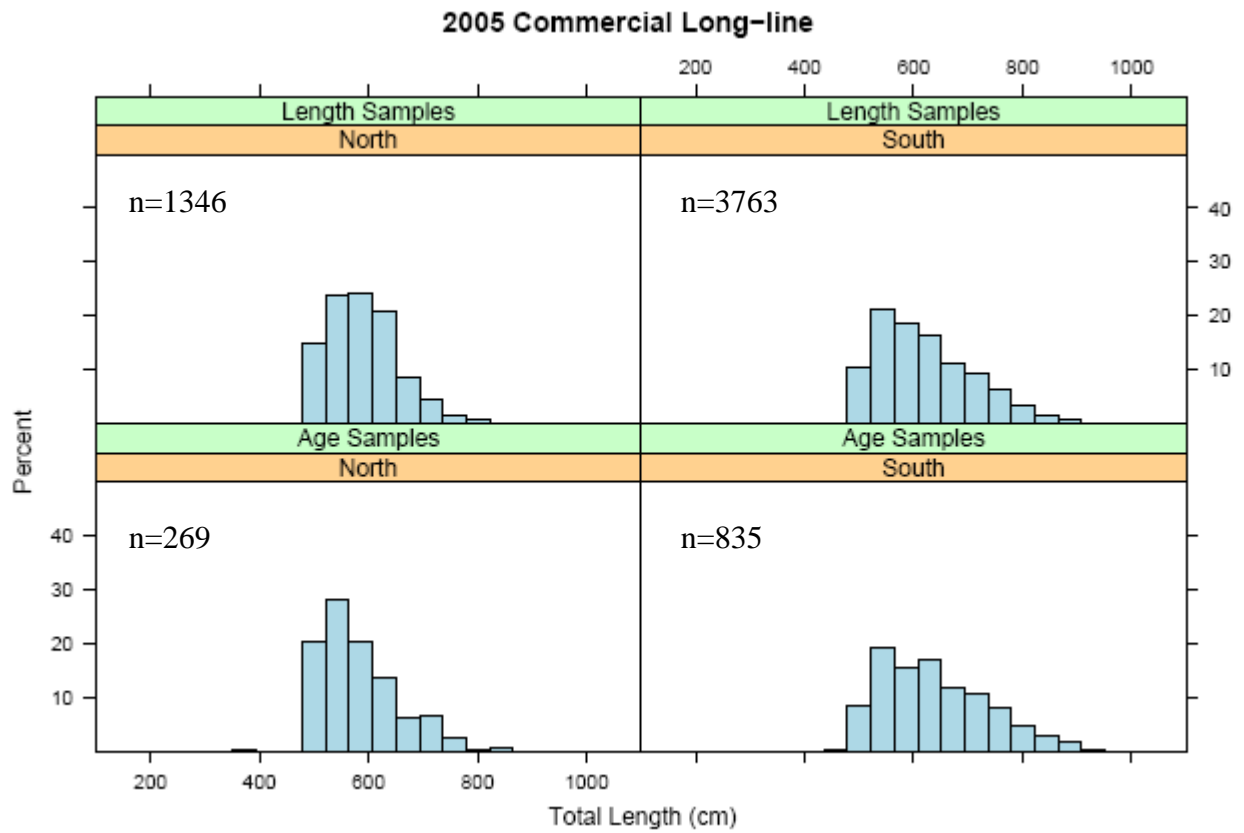 2005 Commercial Long−line
200 400 600 800 1000
Length Samples Length Samples
North South
n=1346 n=3763
40
30
20
10
Percent
Age Samples Age Samples
North South
n=269 n=835
40
30
20
10
200 400 600 800 1000
Total Length (cm)